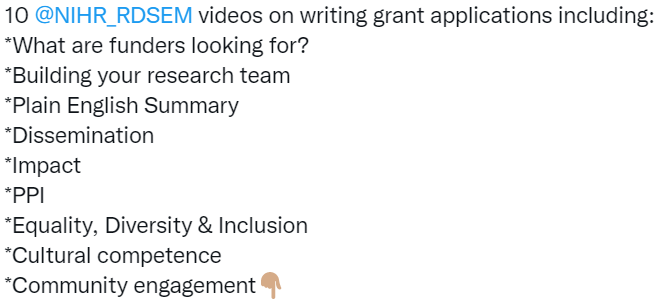 10 @NIHR_RDSEM videos on writing grant applications including:
*What are funders looking for?
*Building your research team
*Plain English Summary
*Dissemination
*Impact
*PPI
*Equality, Diversity & Inclusion
*Cultural competence
*Community engagement👇🏽